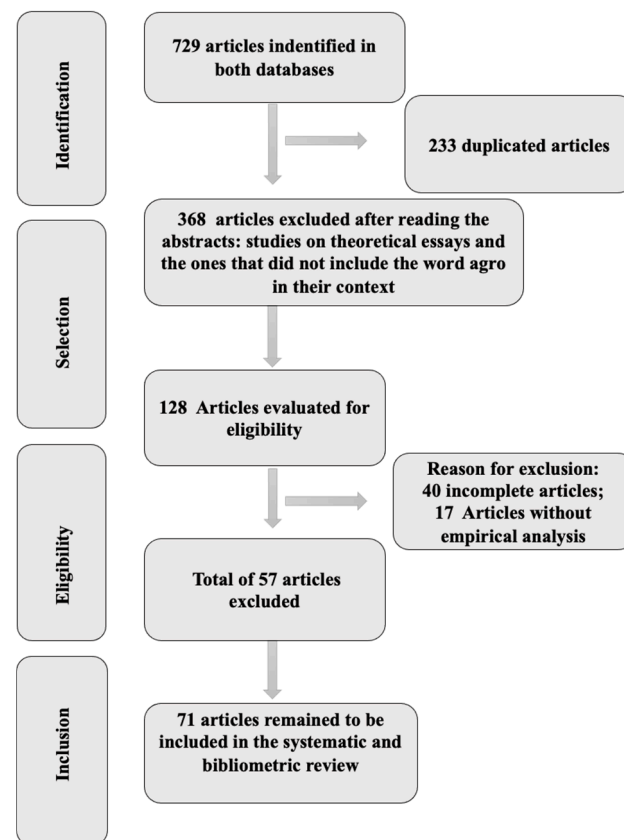 Identification
729 articles indentified in
both databases
233 duplicated articles
Selection
368 articles excluded after reading the
abstracts: studies on theoretical essays and
the ones that did not include the word agro
in their context
128 Articles evaluated for
eligibility
Eligibility
Reason for exclusion:
40 incomplete articles;
17 Articles without
empirical analysis
Total of 57 articles
excluded
Inclusion
71 articles remained to be
included in the systematic and
bibliometric review